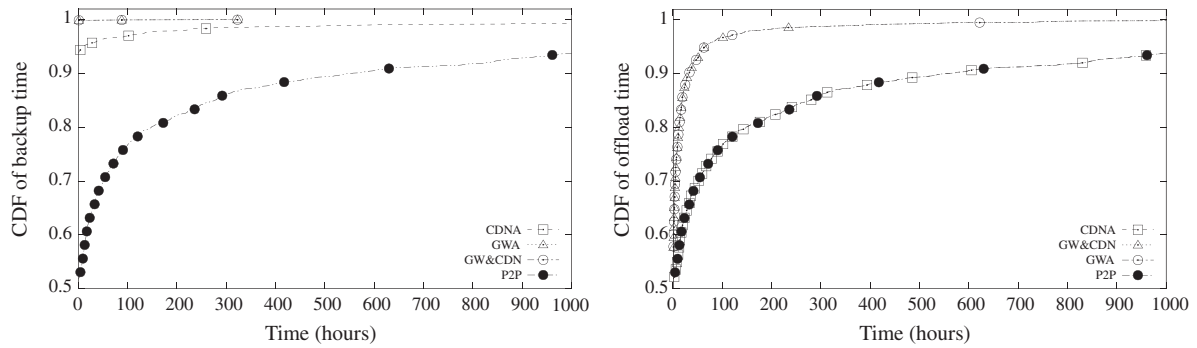 CDF of backup time
1
0.9
0.8
0.7
0.6
0.5
0 100 200 300 400 500 600 700 800 900 1000
Time (hours)
CDNA
GWA
GW&CDN
P2P
CDF of offload time
1
0.9
0.8
0.7
0.6
0.5
0 100 200 300 400 500 600 700 800 900 1000
Time (hours)
CDNA
GW&CDN
GWA
P2P